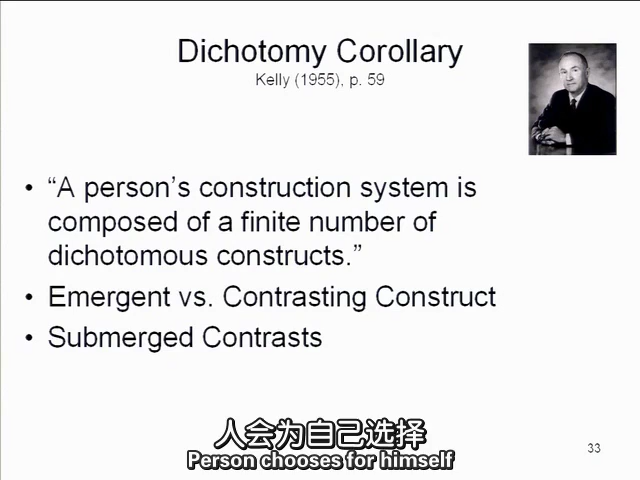 Dichotomy Corollary
Kelly (1955), p. 59
• “A person’s construction system is
composed of a finite number of
dichotomous constructs.”
• Emergent vs. Contrasting Construct
• Submerged Contrasts
人会为自己选择
Person chooses for himself
33